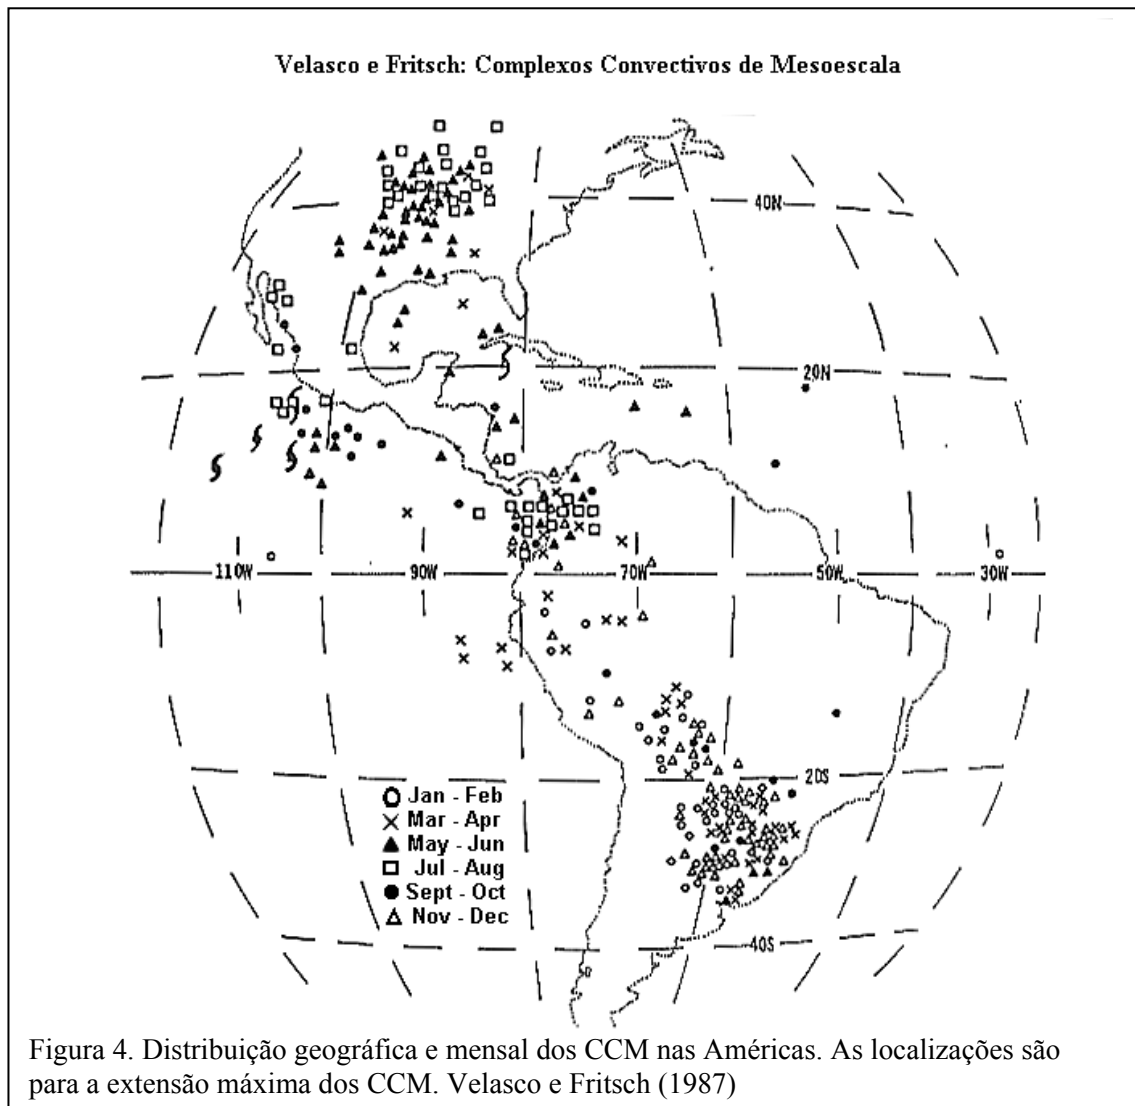 Velasco e Fritsch: Complexos Convectivos de Mesoescala
40N
20N
110W 90W 70W 50W 30W
20S
Jan - Feb
Mar - Apr
May - Jun
Jul - Aug
Sept - Oct
Nov - Dec
40S
Figura 4. Distribuição geográfica e mensal dos CCM nas Américas. As localizações são
para a extensão máxima dos CCM. Velasco e Fritsch (1987)